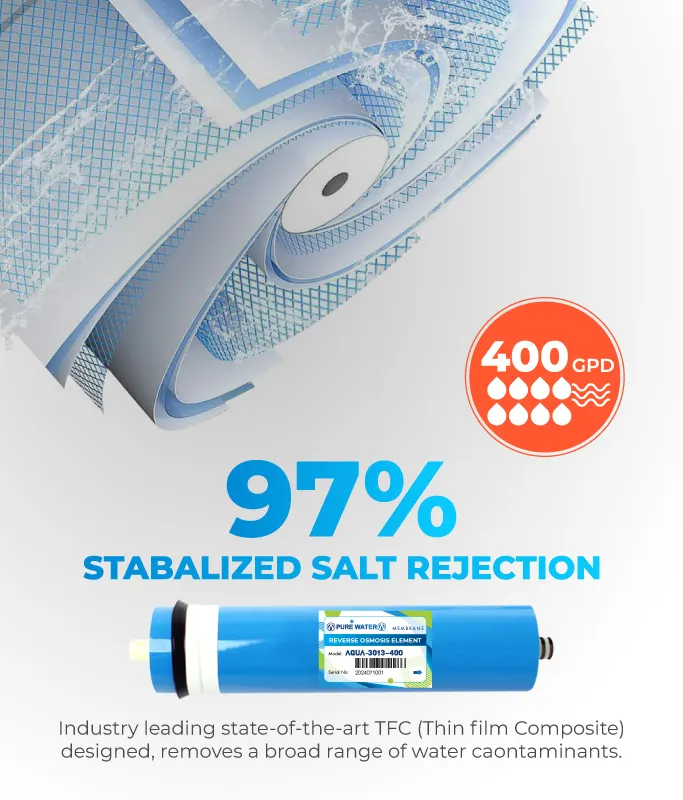 400 GPD
97%
STABALIZED SALT REJECTION
PURE WATER MEMBRANE
REVERSE OSMOSIS ELEMENT
Model: AQUA-3013-400
Serial No. 2024071001
Industry leading state-of-the-art TFC (Thin film Composite)
designed, removes a broad range of water caontaminants.